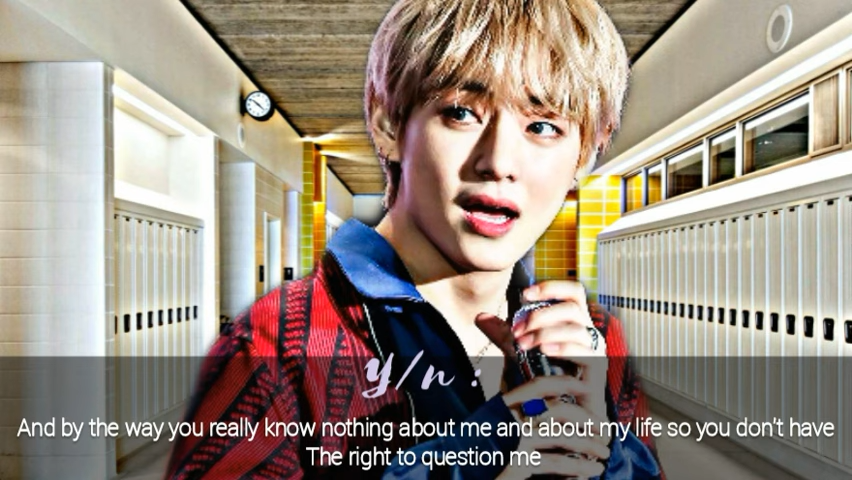 y/n :
And by the way you really know nothing about me and about my life so you don't have
The right to question me